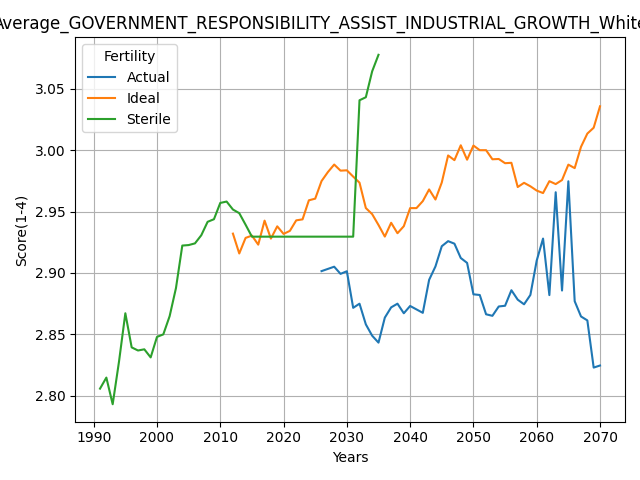 Average_GOVERNMENT_RESPONSIBILITY_ASSIST_INDUSTRIAL_GROWTH_White
Fertility
Actual
Ideal
Sterile
Score(1-4)
3.05
3.00
2.95
2.90
2.85
2.80
1990 2000 2010 2020 2030 2040 2050 2060 2070
Years